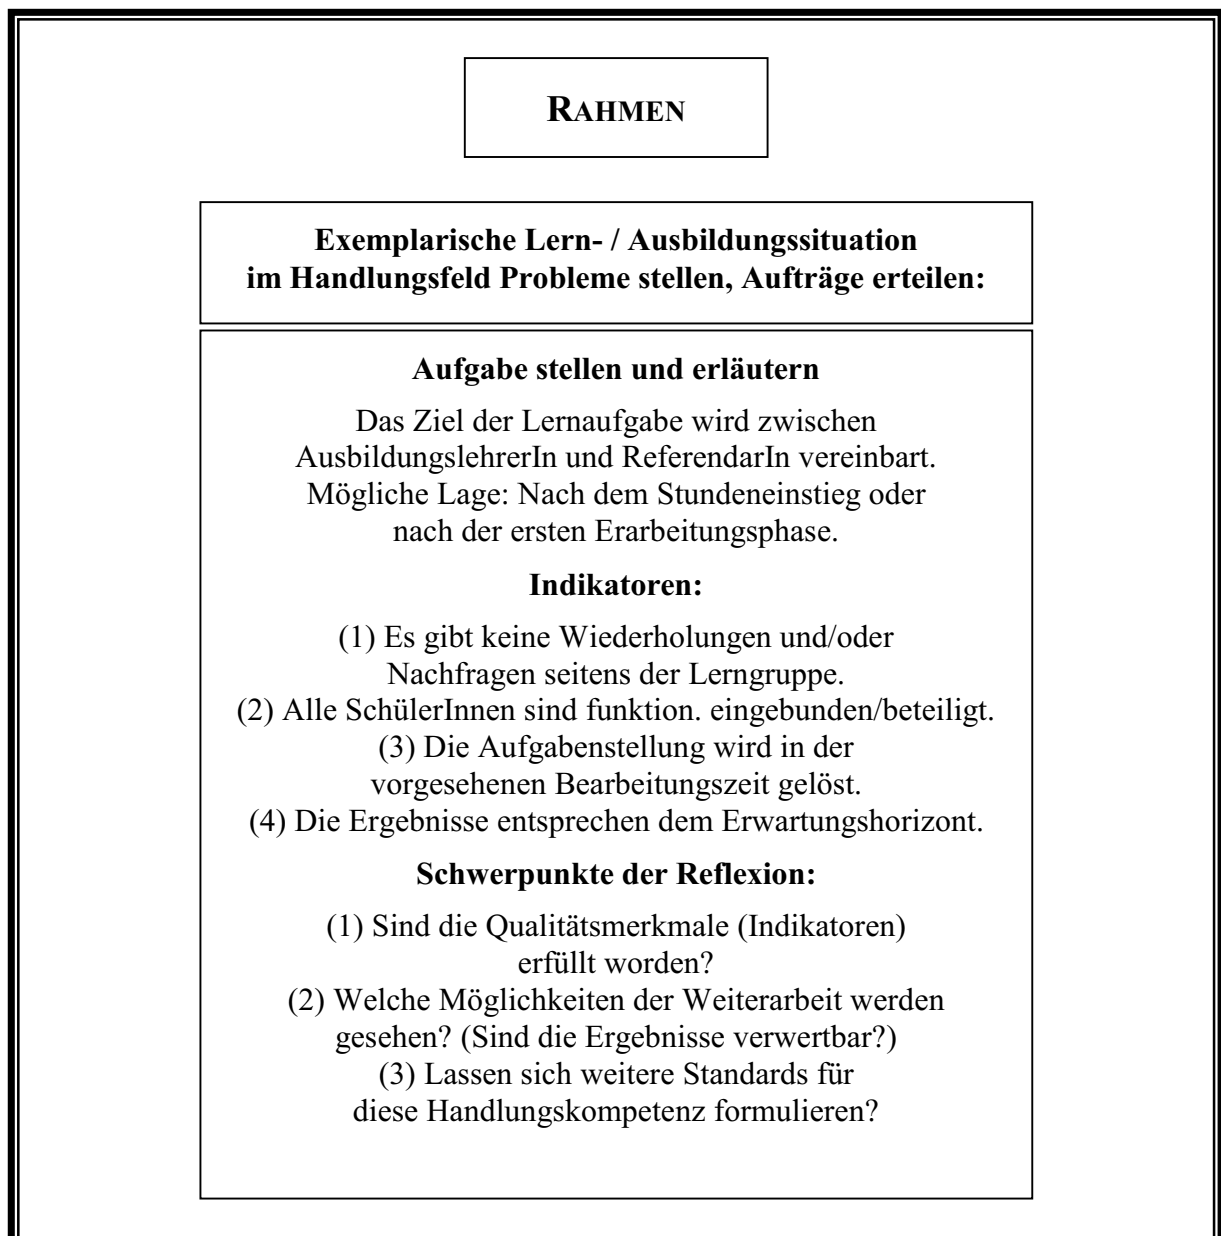 RAHMEN
Exemplarische Lern- / Ausbildungssituation
im Handlungsfeld Probleme stellen, Aufträge erteilen:
Aufgabe stellen und erläutern
Das Ziel der Lernaufgabe wird zwischen
AusbildungslehrerIn und ReferendarIn vereinbart.
Mögliche Lage: Nach dem Stundeneinstieg oder
nach der ersten Erarbeitungsphase.
Indikatoren:
(1) Es gibt keine Wiederholungen und/oder
Nachfragen seitens der Lerngruppe.
(2) Alle SchülerInnen sind funktion. eingebunden/beteiligt.
(3) Die Aufgabenstellung wird in der
vorgesehenen Bearbeitungszeit gelöst.
(4) Die Ergebnisse entsprechen dem Erwartungshorizont.
Schwerpunkte der Reflexion:
(1) Sind die Qualitätsmerkmale (Indikatoren)
erfüllt worden?
(2) Welche Möglichkeiten der Weiterarbeit werden
gesehen? (Sind die Ergebnisse verwertbar?)
(3) Lassen sich weitere Standards für
diese Handlungskompetenz formulieren?